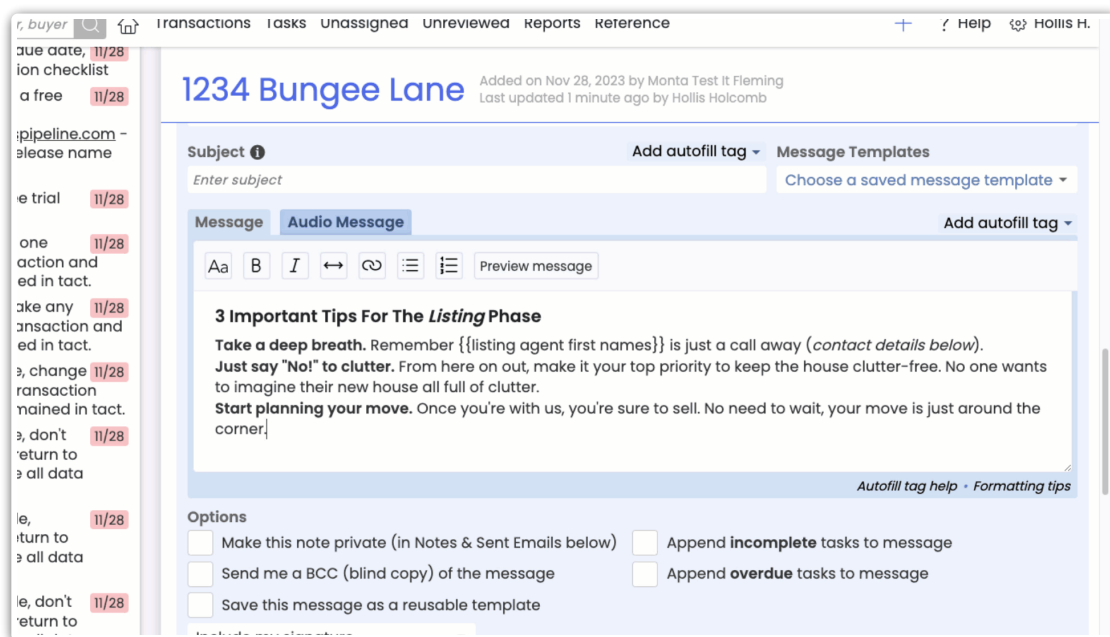 r, buyer
Transactions Tasks Unassigned Unreviewed Reports Reference
? Help Hollis H.
due date, 11/28
ion checklist
a free 11/28
spipeline.com -
elease name
e trial 11/28
one 11/28
action and
ed in tact.
ake any 11/28
ansaction and
ed in tact.
e, change 11/28
ransaction
mained in tact.
e, don't 11/28
return to
e all data
le, 11/28
eturn to
e all data
le, don't 11/28
return to
1234 Bungee Lane
Added on Nov 28, 2023 by Monta Test It Fleming
Last updated 1 minute ago by Hollis Holcomb
Subject Add autofill tag Message Templates
Enter subject Choose a saved message template
Message Audio Message Add autofill tag
Aa B I Preview message
3 Important Tips For The Listing Phase
Take a deep breath. Remember {{listing agent first names}} is just a call away (contact details below).
Just say "No!" to clutter. From here on out, make it your top priority to keep the house clutter-free. No one wants
to imagine their new house all full of clutter.
Start planning your move. Once you're with us, you're sure to sell. No need to wait, your move is just around the
corner.
Autofill tag help • Formatting tips
Options
Make this note private (in Notes & Sent Emails below) Append incomplete tasks to message
Send me a BCC (blind copy) of the message Append overdue tasks to message
Save this message as a reusable template
Include my signature